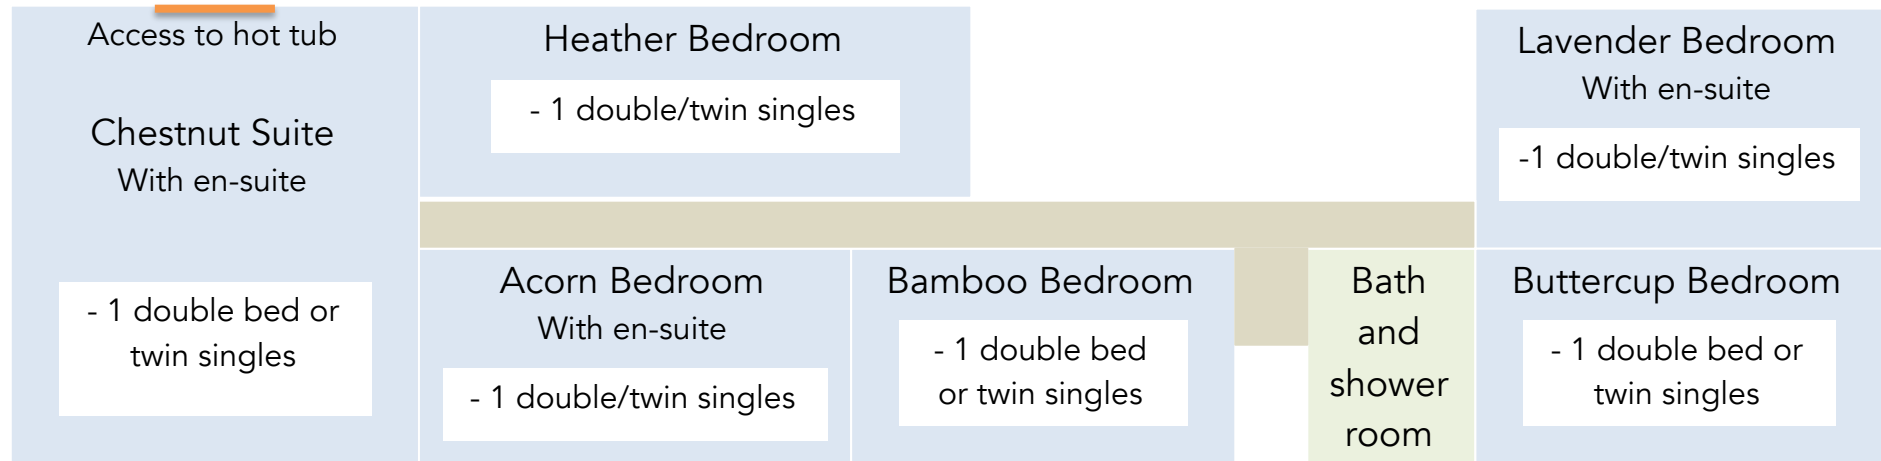 Access to hot tub
Chestnut Suite
With en-suite
- 1 double bed or
twin singles
Heather Bedroom
- 1 double/twin singles
Lavender Bedroom
With en-suite
-1 double/twin singles
Acorn Bedroom
With en-suite
- 1 double/twin singles
Bamboo Bedroom
- 1 double bed
or twin singles
Bath
and
shower
room
Buttercup Bedroom
- 1 double bed or
twin singles